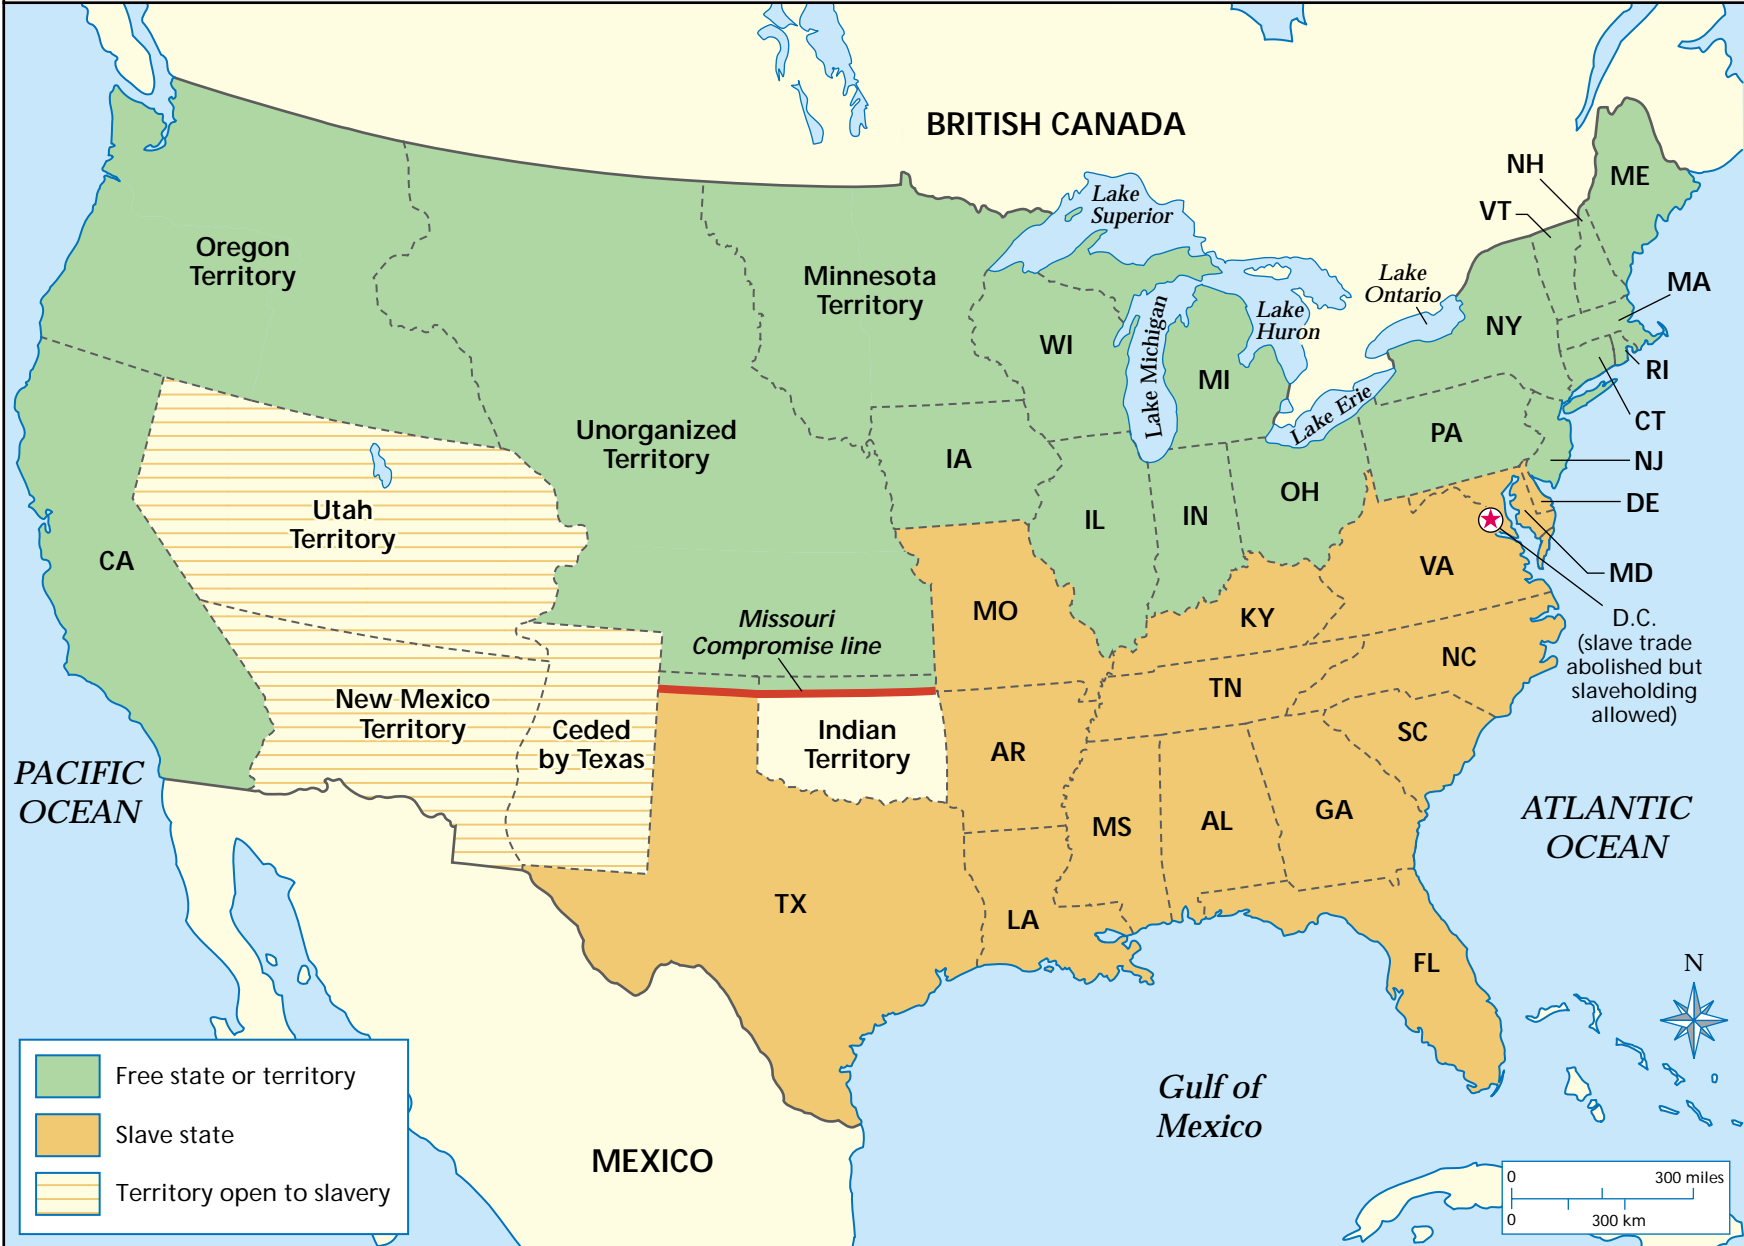 BRITISH CANADA
NH
ME
VT
Lake
Superior
Oregon
Territory
Minnesota
Territory
Lake
Ontario
MA
Lake Michigan
Lake
Huron
NY
WI
RI
MI
Lake Erie
CT
Unorganized
Territory
PA
IA
NJ
OH
DE
Utah
Territory
IL
IN
CA
VA
MD
MO
Missouri
Compromise line
KY
D.C.
(slave trade
abolished but
slaveholding
allowed)
NC
TN
New Mexico
Territory
Ceded
by Texas
Indian
Territory
AR
SC
PACIFIC
OCEAN
MS
AL
GA
ATLANTIC
OCEAN
TX
LA
FL
N
Free state or territory
Slave state
Territory open to slavery
Gulf of
Mexico
MEXICO
0
300 miles
0
300 km